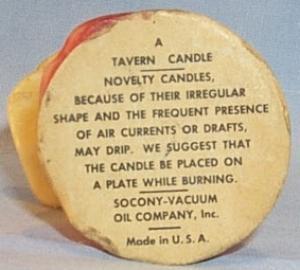 A
TAVERN CANDLE
NOVELTY CANDLES,
BECAUSE OF THEIR IRREGULAR
SHAPE AND THE FREQUENT PRESENCE
OF AIR CURRENTS OR DRAFTS,
MAY DRIP. WE SUGGEST THAT
THE CANDLE BE PLACED ON
A PLATE WHILE BURNING.
SOCONY-VACUUM
OIL COMPANY, Inc.
Made in U. S. A.